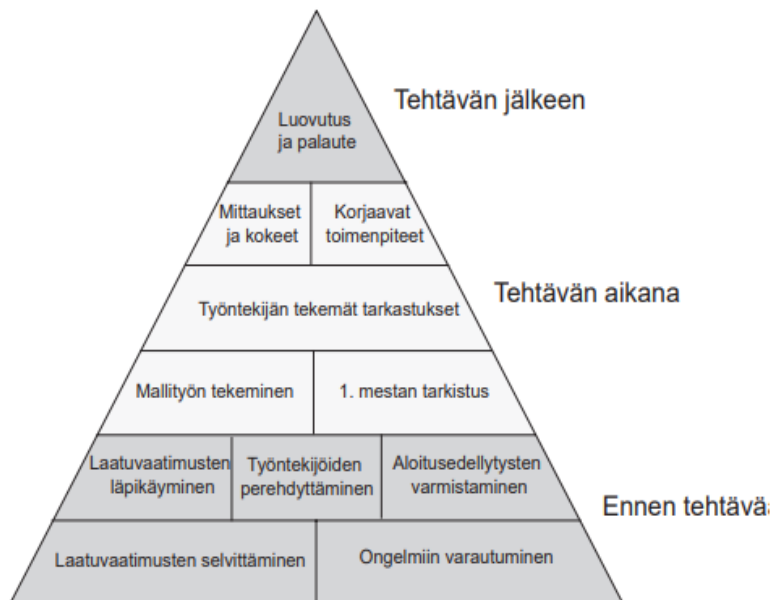 Tehtävän jälkeen
Luovutus
ja palaute
Mittaukset
ja kokeet
Korjaavat
toimenpiteet
Tehtävän aikana
Työntekijän tekemät tarkastukset
Mallityön tekeminen
1. mestan tarkistus
Laatuvaatimusten
läpikäyminen
Työntekijöiden
perehdyttäminen
Aloitusedellytysten
varmistaminen
Ennen
Laatuvaatimusten selvittäminen
Ongelmiin varautuminen